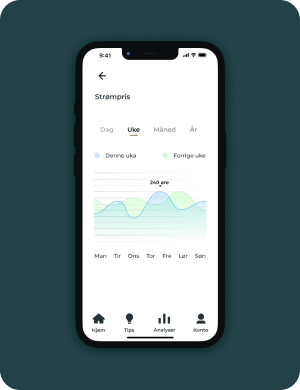 9:41
Strømpris
Dag Uke Måned År
Denne uka Forrige uke
240 øre
Man Tir Ons Tor Fre Lør Søn
Hjem Tips Analyser Konto